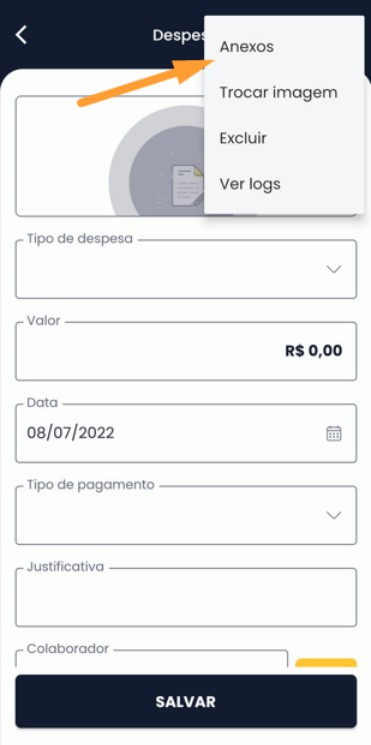 Despes
Anexos
Trocar imagem
Excluir
Ver logs
Tipo de despesa
Valor
R$ 0,00
Data
08/07/2022
Tipo de pagamento
Justificativa
Colaborador
SALVAR